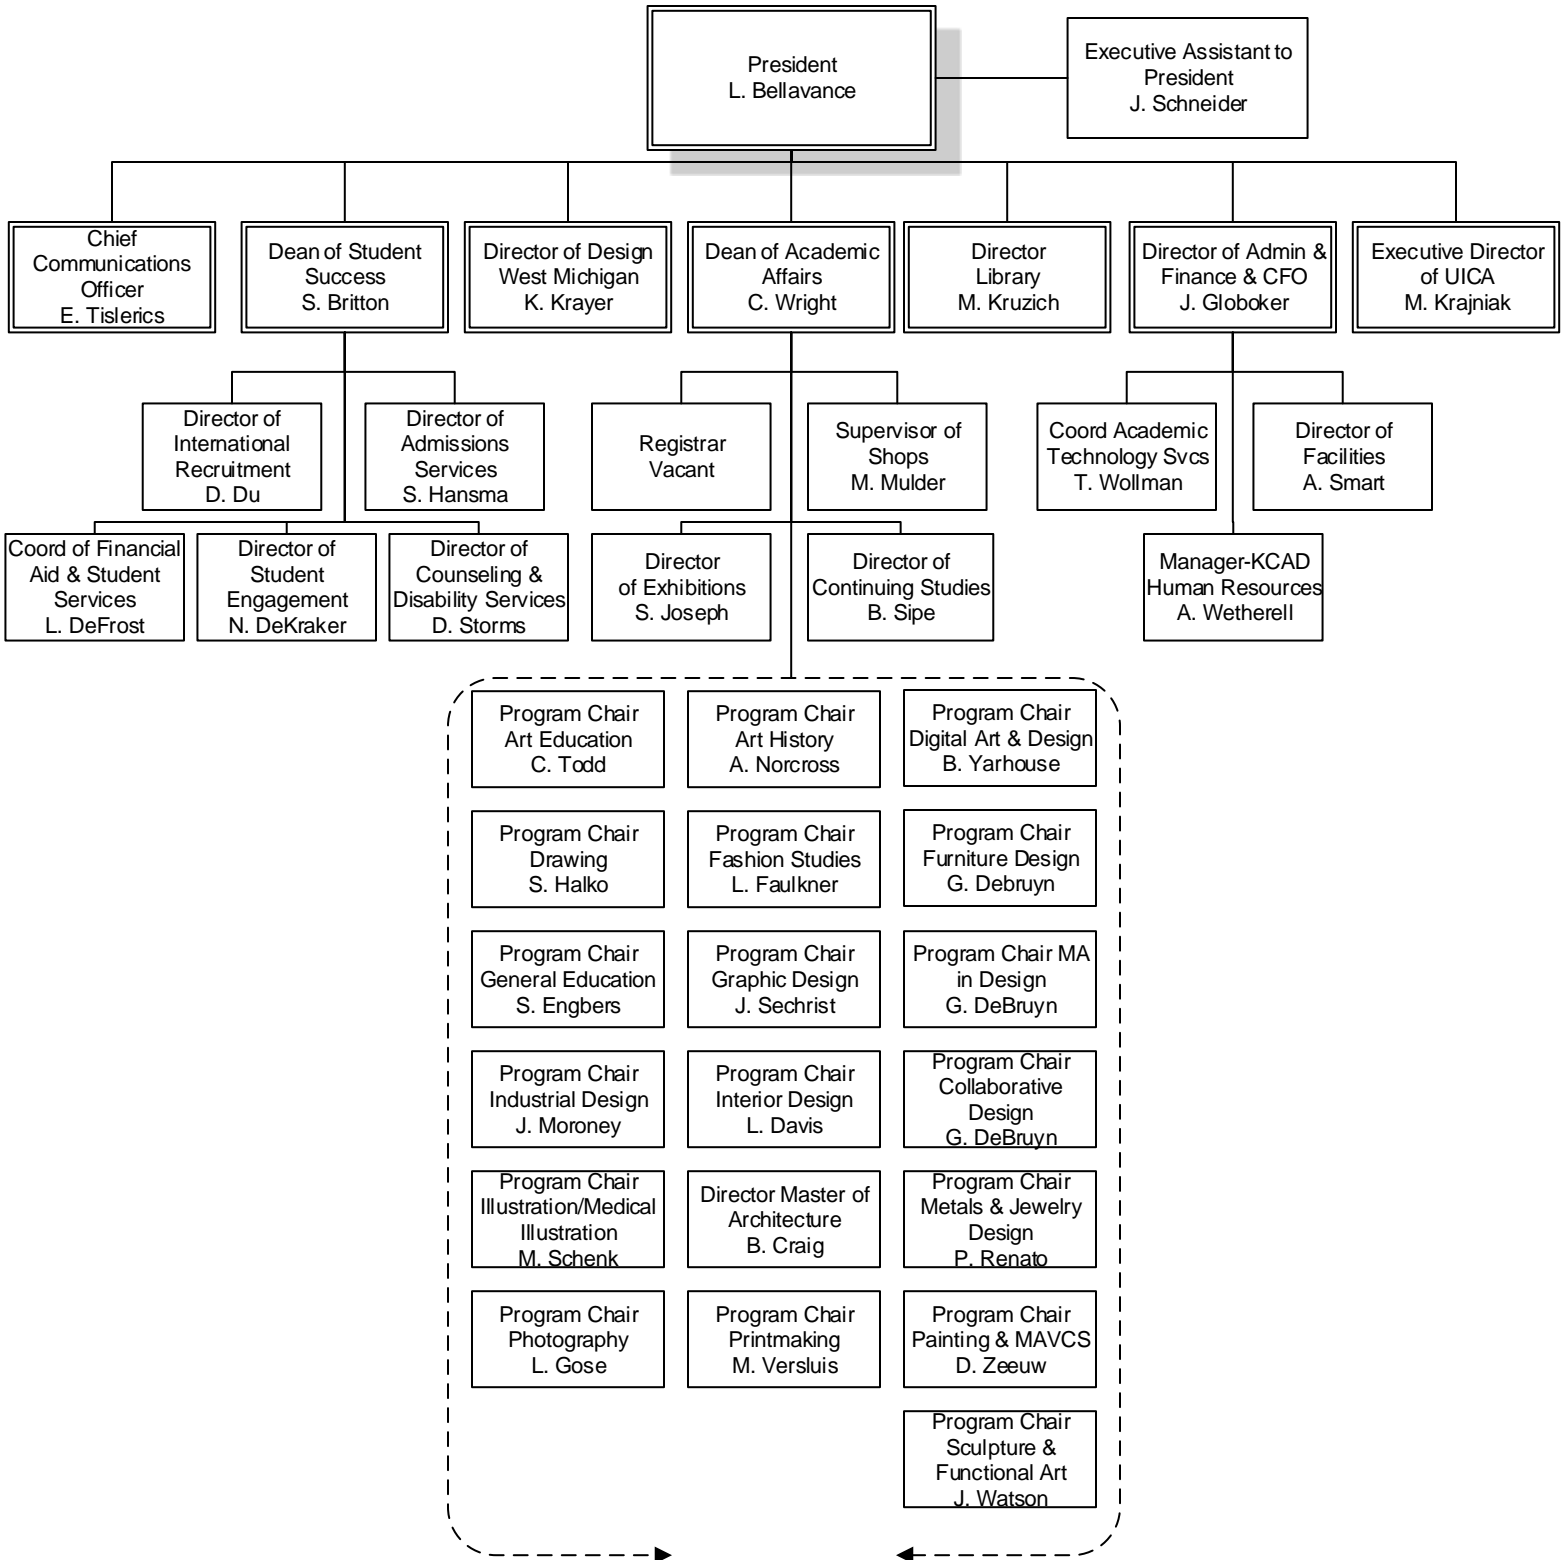 President
L. Bellavance
Executive Assistant to
President
J. Schneider
Chief
Communications
Officer
E. Tislerics
Dean of Student
Success
S. Britton
Director of Design
West Michigan
K. Krayer
Dean of Academic
Affairs
C. Wright
Director
Library
M. Kruzich
Director of Admin &
Finance & CFO
J. Globoker
Executive Director
of UICA
M. Krajniak
Director of
International
Recruitment
D. Du
Director of
Admissions
Services
S. Hansma
Registrar
Vacant
Supervisor of
Shops
M. Mulder
Coord Academic
Technology Svcs
T. Wollman
Director of
Facilities
A. Smart
Coord of Financial
Aid & Student
Services
L. DeFrost
Director of
Student
Engagement
N. DeKraker
Director of
Counseling &
Disability Services
D. Storms
Director
of Exhibitions
S. Joseph
Director of
Continuing Studies
B. Sipe
Manager-KCAD
Human Resources
A. Wetherell
Program Chair
Art Education
C. Todd
Program Chair
Art History
A. Norcross
Program Chair
Digital Art & Design
B. Yarhouse
Program Chair
Drawing
S. Halko
Program Chair
Fashion Studies
L. Faulkner
Program Chair
Furniture Design
G. Debruyn
Program Chair
General Education
S. Engbers
Program Chair
Graphic Design
J. Sechrist
Program Chair MA
in Design
G. DeBruyn
Program Chair
Industrial Design
J. Moroney
Program Chair
Interior Design
L. Davis
Program Chair
Collaborative
Design
G. DeBruyn
Program Chair
Illustration/Medical
Illustration
M. Schenk
Director Master of
Architecture
B. Craig
Program Chair
Metals & Jewelry
Design
P. Renato
Program Chair
Photography
L. Gose
Program Chair
Printmaking
M. Versluis
Program Chair
Painting & MAVCS
D. Zeeuw
Program Chair
Sculpture &
Functional Art
J. Watson